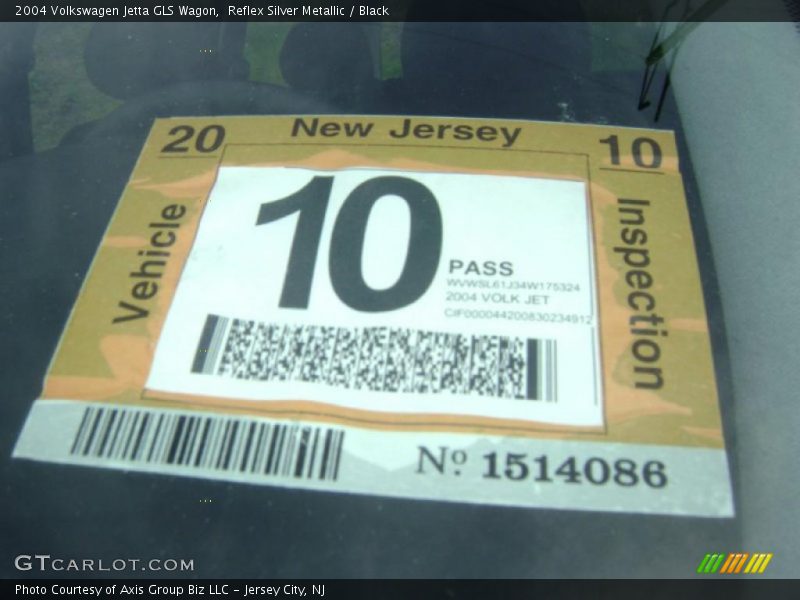 2004 Volkswagen Jetta GLS Wagon, Reflex Silver Metallic / Black
20 New Jersey 10
Vehicle
10
Inspection
PASS
WVWSL61J34W175324
2004 VOLK JET
CIF000044200830234912
Nº 1514086
GTCARLOT.COM
Photo Courtesy of Axis Group Biz LLC - Jersey City, NJ